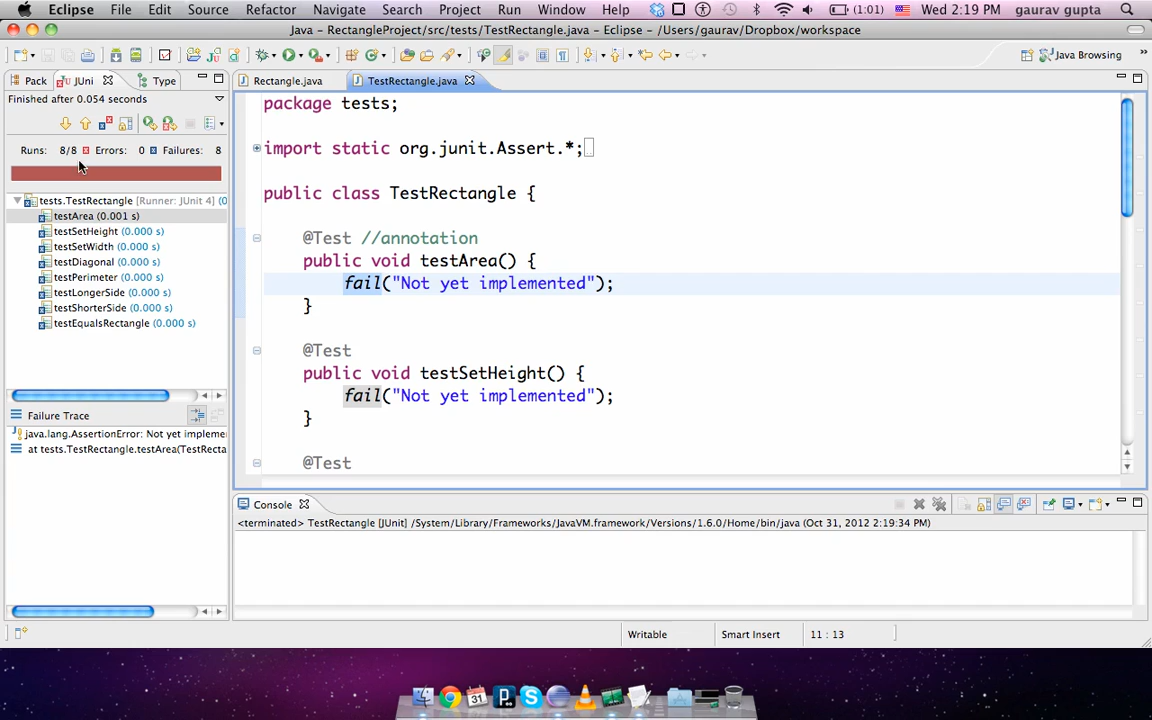 Eclipse File Edit Source Refactor Navigate Search Project Run Window Help (1:01) Wed 2:19 PM gaurav gupta
Java - RectangleProject/src/tests/TestRectangle.java - Eclipse - /Users/gaurav/Dropbox/workspace
Java Browsing
Pack JUni Type
Rectangle.java TestRectangle.java
Finished after 0.054 seconds
Runs: 8/8 Errors: 0 Failures: 8
tests.TestRectangle [Runner: JUnit 4] (0
testArea (0.001 s)
testSetHeight (0.000 s)
testSetWidth (0.000 s)
testDiagonal (0.000 s)
testPerimeter (0.000 s)
testLongerSide (0.000 s)
testShorterSide (0.000 s)
testEqualsRectangle (0.000 s)
Failure Trace
java.lang.AssertionError: Not yet impleme
at tests.TestRectangle.testArea(TestRecta
package tests;
import static org.junit.Assert.*;
public class TestRectangle {
@Test //annotation
public void testArea() {
fail("Not yet implemented");
}
@Test
public void testSetHeight() {
fail("Not yet implemented");
}
@Test
Console
<terminated> TestRectangle [JUnit] /System/Library/Frameworks/JavaVM.framework/Versions/1.6.0/Home/bin/java (Oct 31, 2012 2:19:34 PM)
Writable Smart Insert 11 : 13
31